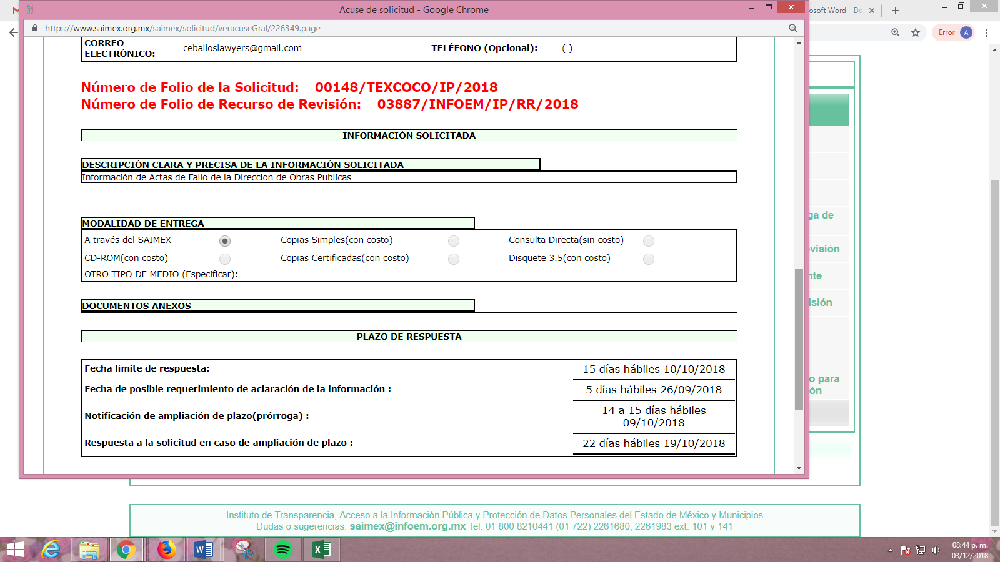 Acuse de solicitud - Google Chrome
osoft Word - Do
https://www.saimex.org.mx/saimex/solicitud/veracuseGral/226349.page
Error
A
CORREO
ELECTRÓNICO:
ceballoslawyers@gmail.com
TELÉFONO (Opcional):
( )
Número de Folio de la Solicitud: 00148/TEXCOCO/IP/2018
Número de Folio de Recurso de Revisión: 03887/INFOEM/IP/RR/2018
INFORMACIÓN SOLICITADA
DESCRIPCIÓN CLARA Y PRECISA DE LA INFORMACIÓN SOLICITADA
Información de Actas de Fallo de la Direccion de Obras Publicas
MODALIDAD DE ENTREGA
A través del SAIMEX
Copias Simples(con costo)
Consulta Directa(sin costo)
CD-ROM(con costo)
Copias Certificadas(con costo)
Disquete 3.5(con costo)
OTRO TIPO DE MEDIO (Especificar):
DOCUMENTOS ANEXOS
PLAZO DE RESPUESTA
Fecha límite de respuesta:
15 días hábiles 10/10/2018
Fecha de posible requerimiento de aclaración de la información :
5 días hábiles 26/09/2018
Notificación de ampliación de plazo(prórroga) :
14 a 15 días hábiles
09/10/2018
Respuesta a la solicitud en caso de ampliación de plazo :
22 días hábiles 19/10/2018
ga de
evisión
nte
isión
o para
ón
Instituto de Transparencia, Acceso a la Información Pública y Protección de Datos Personales del Estado de México y Municipios
Dudas o sugerencias: saimex@infoem.org.mx Tel. 01 800 8210441 (01 722) 2261680, 2261983 ext. 101 y 141
08:44 p. m.
03/12/2018